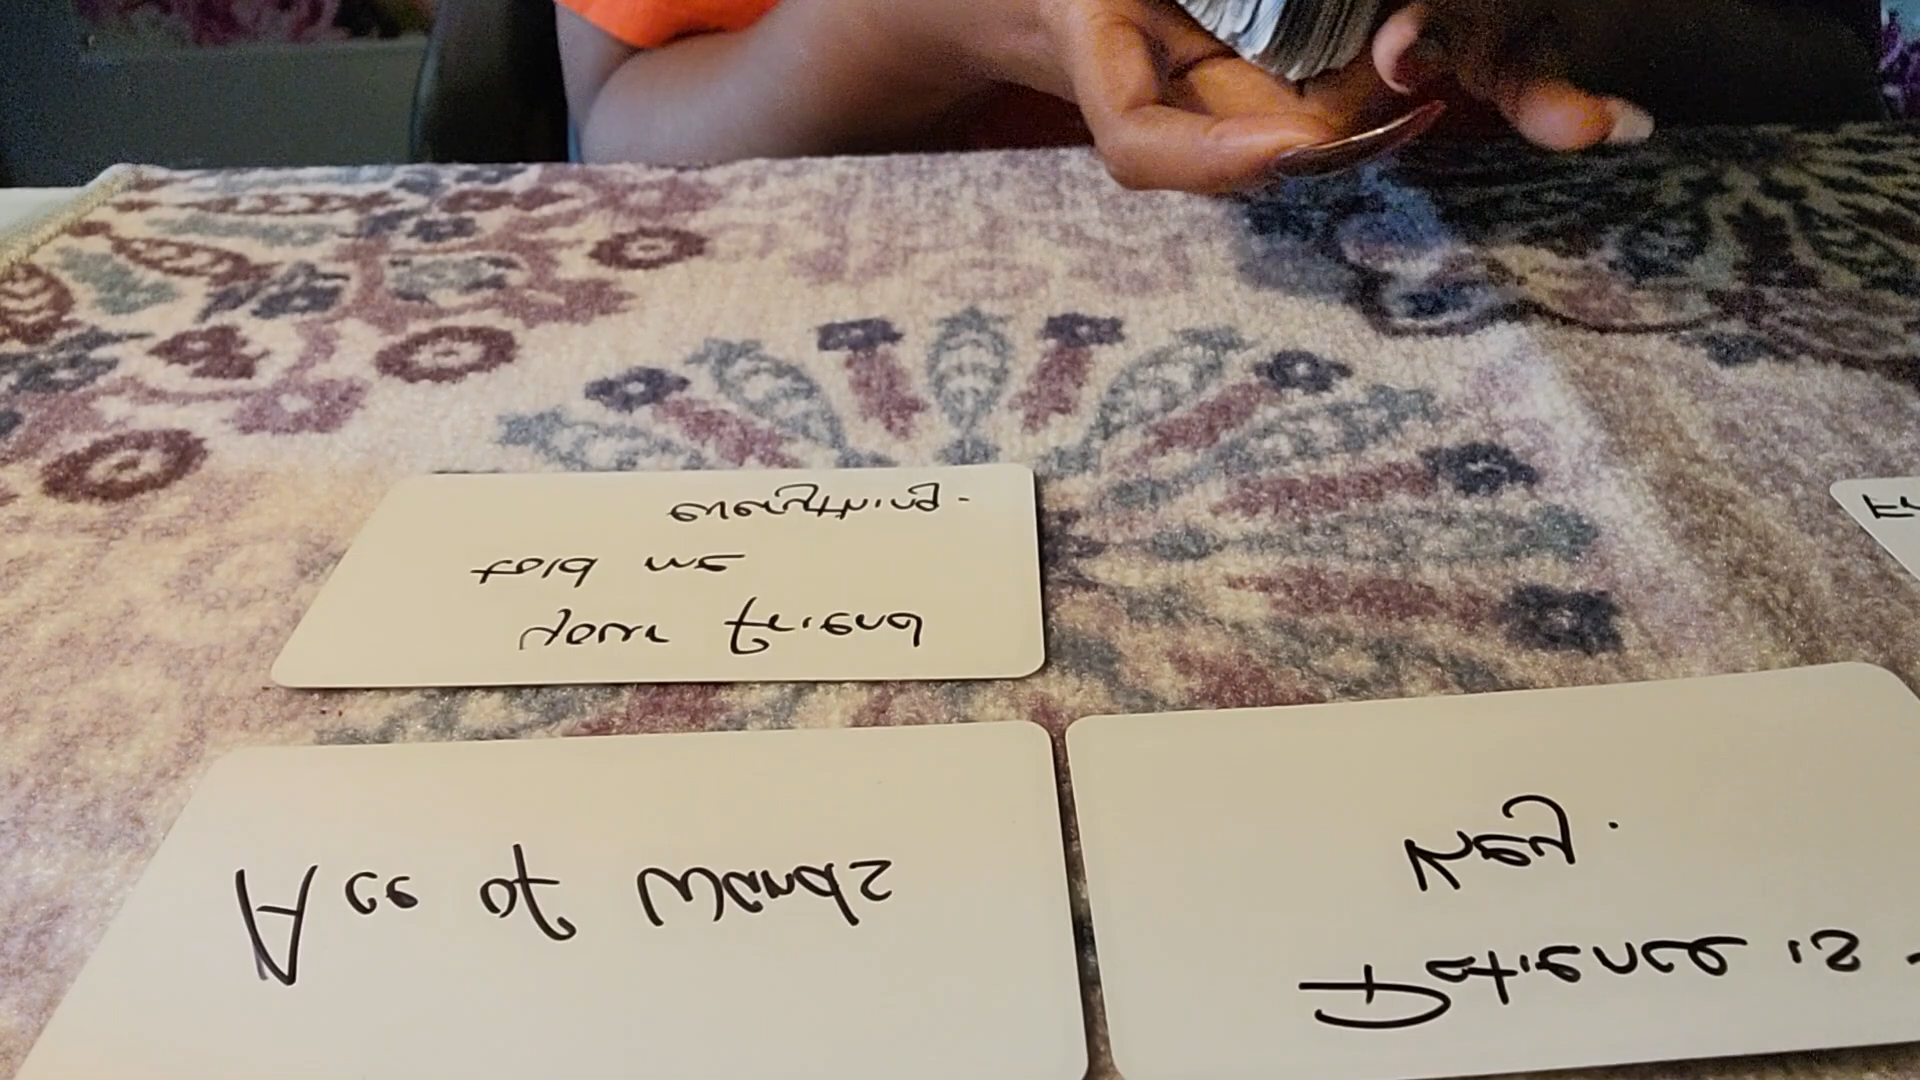 your friend
told me
everything.
Ace of Wands
Patience is
Key.